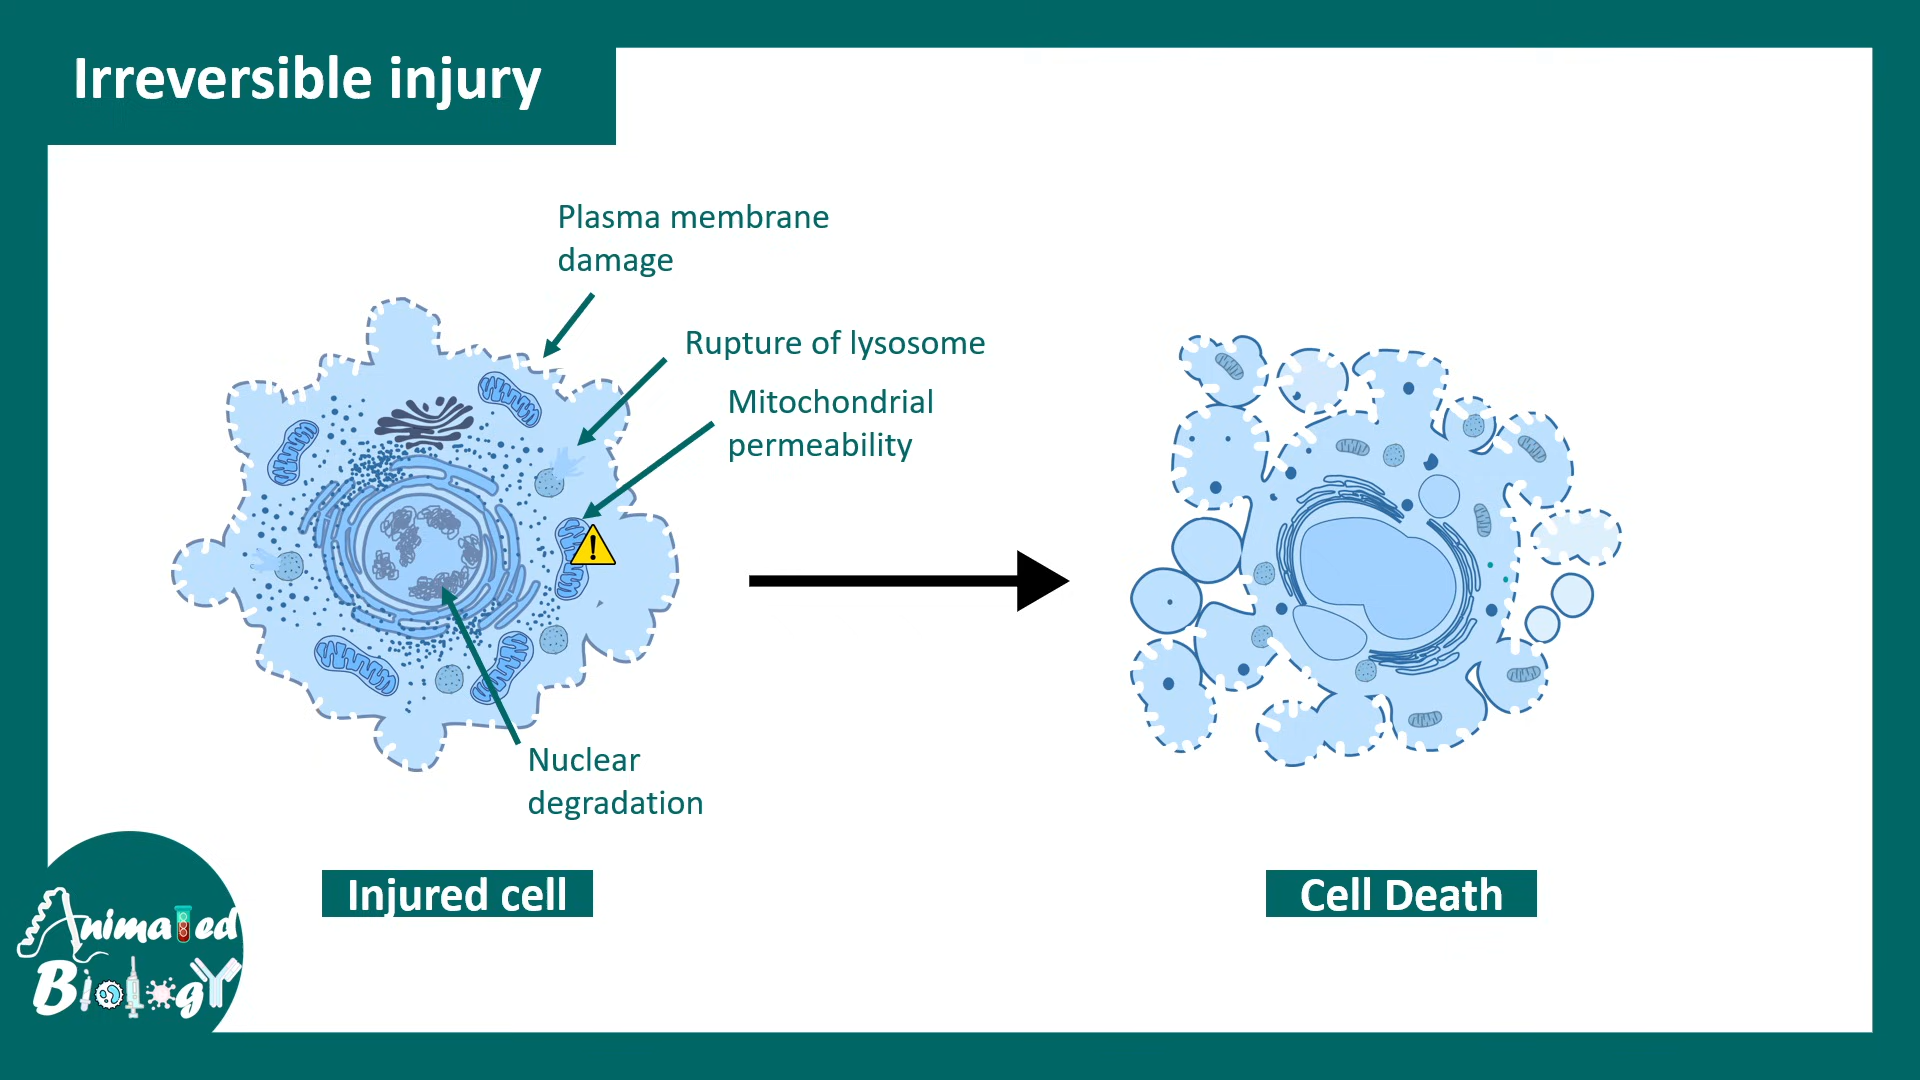 Irreversible injury
Plasma membrane
damage
Rupture of lysosome
Mitochondrial
permeability
Nuclear
degradation
Injured cell
Cell Death
Animated
Biology